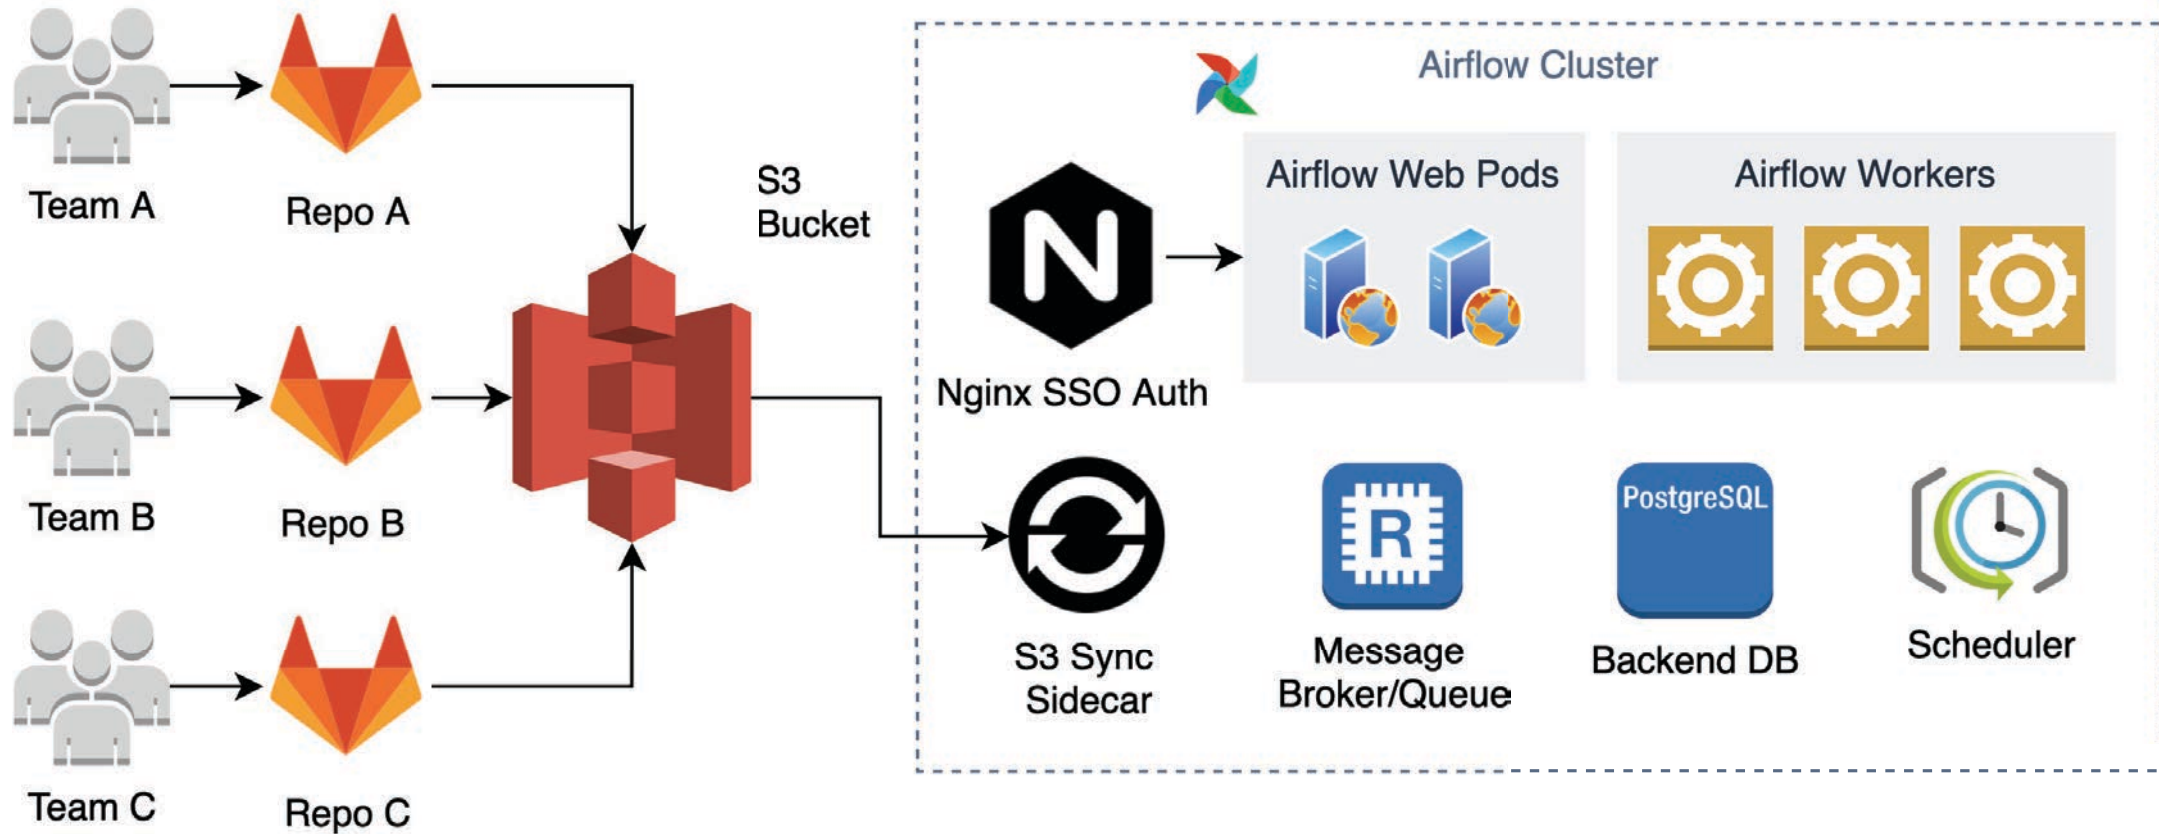 Team A
Repo A
S3
Bucket
Airflow Cluster
Airflow Web Pods
Airflow Workers
N
Nginx SSO Auth
Team B
Repo B
S3 Sync
Sidecar
R
Message
Broker/Queue
PostgreSQL
Backend DB
Scheduler
Team C
Repo C